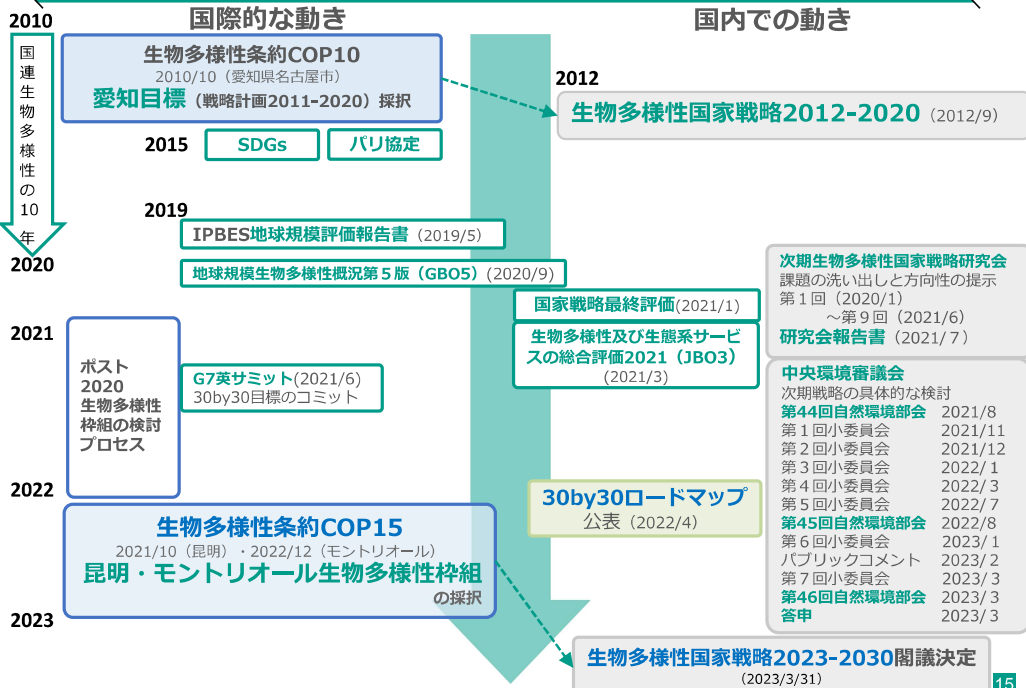 国際的な動き
国内での動き
2010
国連生物多様性の10年
生物多様性条約COP10
2010/10（愛知県名古屋市）
愛知目標（戦略計画2011-2020）採択
2012
生物多様性国家戦略2012-2020（2012/9）
2015
SDGs
パリ協定
2019
IPBES地球規模評価報告書（2019/5）
2020
地球規模生物多様性概況第５版（GBO5）（2020/9）
国家戦略最終評価(2021/1)
生物多様性及び生態系サービ
スの総合評価2021（JBO3）
（2021/3）
次期生物多様性国家戦略研究会
課題の洗い出しと方向性の提示
第１回（2020/1）
～第９回（2021/6）
研究会報告書（2021/７）
2021
ポスト
2020
生物多様性
枠組の検討
プロセス
G7英サミット(2021/6)
30by30目標のコミット
中央環境審議会
次期戦略の具体的な検討
第44回自然環境部会 2021/8
第１回小委員会 2021/11
第２回小委員会 2021/12
第３回小委員会 2022/１
第４回小委員会 2022/３
第５回小委員会 2022/７
第45回自然環境部会 2022/８
第６回小委員会 2023/１
パブリックコメント 2023/２
第７回小委員会 2023/３
第46回自然環境部会 2023/３
答申 2023/３
2022
30by30ロードマップ
公表（2022/4）
生物多様性条約COP15
2021/10（昆明）・2022/12（モントリオール）
昆明・モントリオール生物多様性枠組
の採択
2023
生物多様性国家戦略2023-2030閣議決定
（2023/3/31）
15